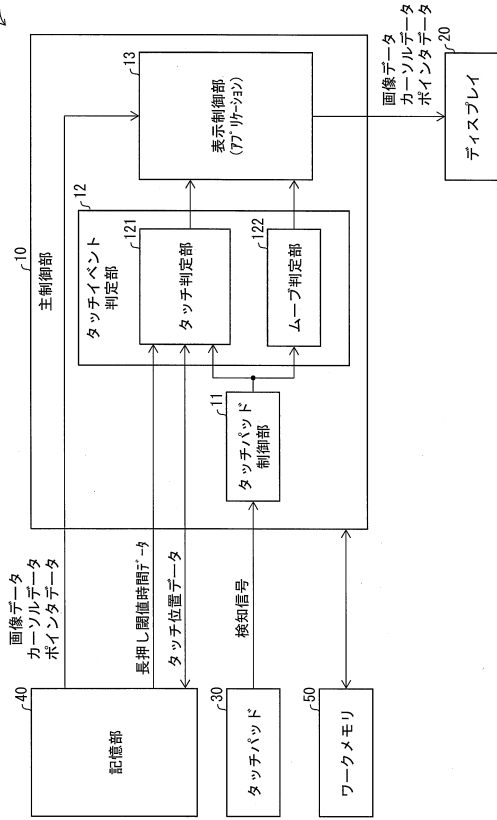 10
主制御部
画像データ
カーソルデータ
ポインタデータ
40
記憶部
長押し閾値時間ﾃﾞｰﾀ
タッチ位置データ
12
タッチイベント
判定部
121
タッチ判定部
122
ムーブ判定部
13
表示制御部
(ｱﾌﾟﾘｹｰｼｮﾝ)
画像データ
カーソルデータ
ポインタデータ
20
ディスプレイ
30
タッチパッド
検知信号
11
タッチパッド
制御部
50
ワークメモリ